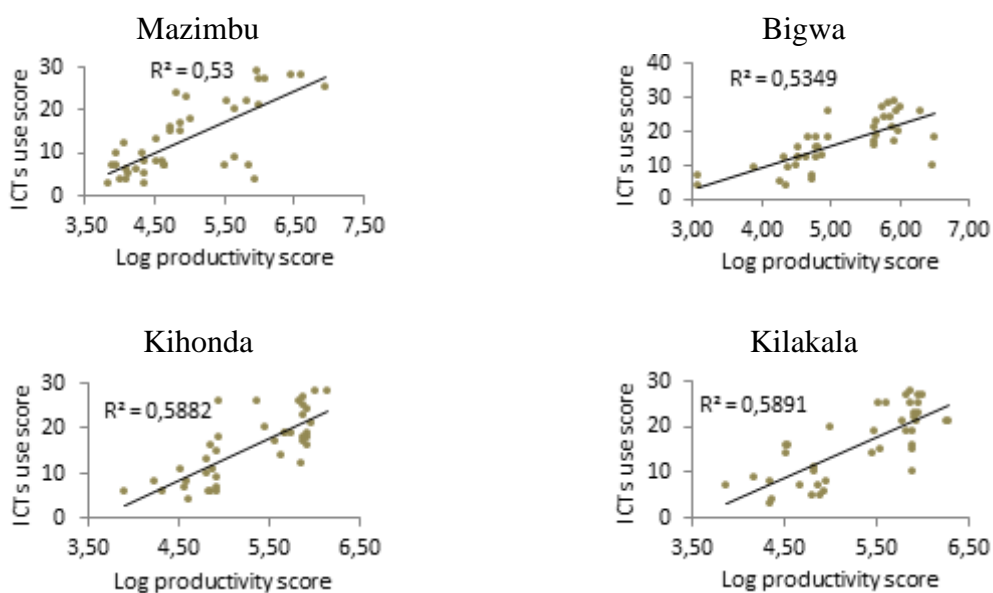 Mazimbu
30
20
10
0
R² = 0,53
3,50 4,50 5,50 6,50 7,50
ICTs use score
Log productivity score
Bigwa
40
30
20
10
0
R² = 0,5349
3,00 4,00 5,00 6,00 7,00
ICTs use score
Log productivity score
Kihonda
30
20
10
0
R² = 0,5882
3,50 4,50 5,50 6,50
ICTs use score
Log productivity score
Kilakala
30
20
10
0
R² = 0,5891
3,50 4,50 5,50 6,50
ICTs use score
Log productivity score